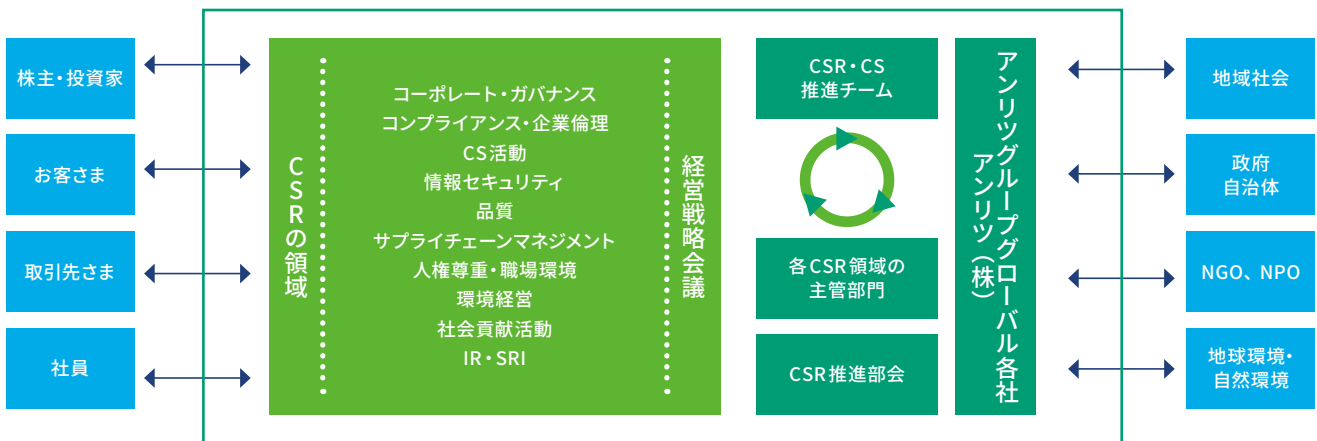 株主・投資家
お客さま
取引先さま
社員
CSRの領域
コーポレート・ガバナンス
コンプライアンス・企業倫理
CS活動
情報セキュリティ
品質
サプライチェーンマネジメント
人権尊重・職場環境
環境経営
社会貢献活動
IR・SRI
経営戦略会議
CSR・CS
推進チーム
各CSR領域の
主管部門
CSR推進部会
アンリツグループグローバル各社
アンリツ(株)
地域社会
政府
自治体
NGO、NPO
地球環境・
自然環境